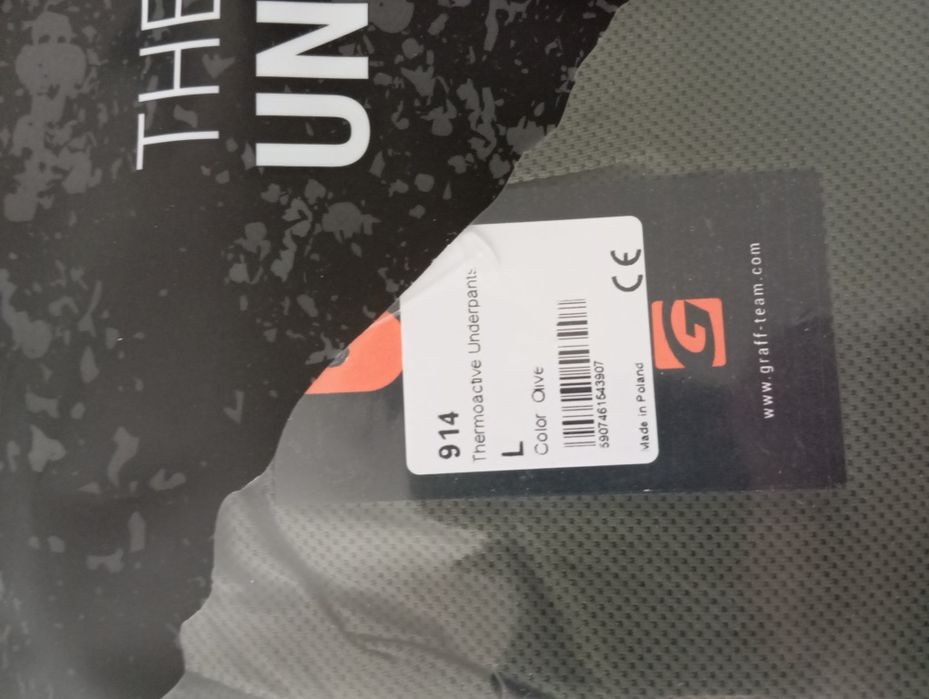 THE
UN
914
Thermoactive Underpants
L
Color Olive
5907461543907
Made in Poland
CE
G
www.graff-team.com